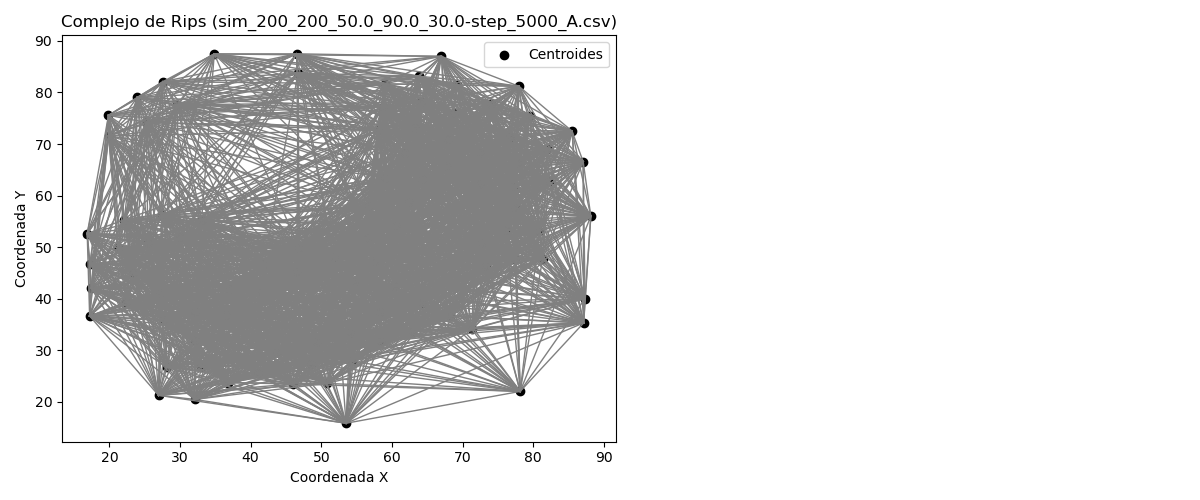 Complejo de Rips (sim_200_200_50.0_90.0_30.0-step_5000_A.csv)
Centroides
90
80
70
60
50
40
30
20
Coordenada Y
20 30 40 50 60 70 80 90
Coordenada X